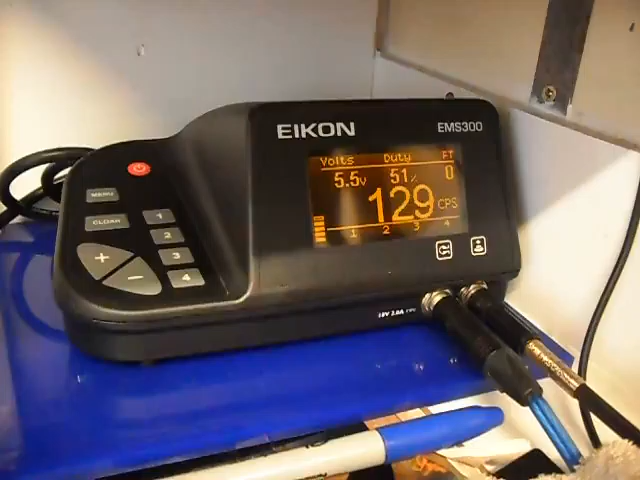 EIKON
EMS300
Volts Duty FT
5.5v 51% 0
129 CPS
1 2 3 4
MENU
CLEAR
1
2
3
4
+
-
18V 2.0A